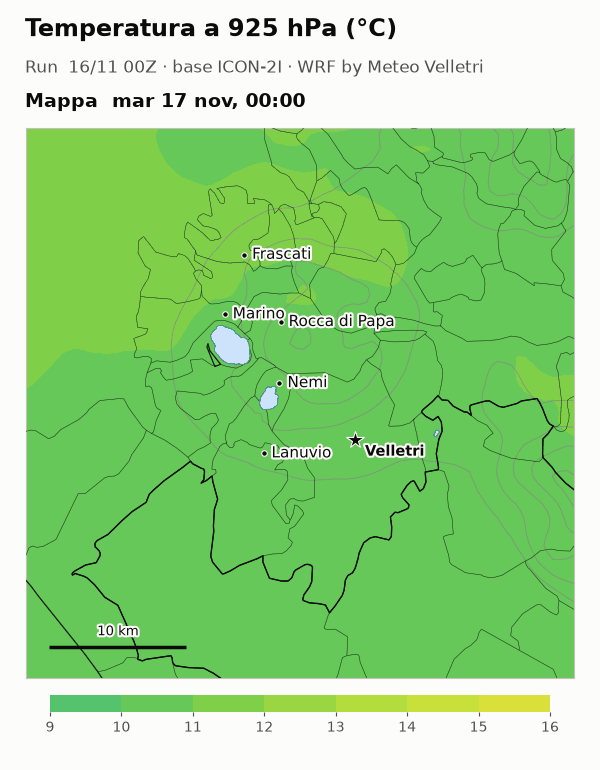 Temperatura a 925 hPa (°C)
Run  16/11 00Z · base ICON-2I · WRF by Meteo Velletri
Mappa  mar 17 nov, 00:00
Frascati
Marino
Rocca di Papa
Nemi
Velletri
Lanuvio
10 km
9 10 11 12 13 14 15 16